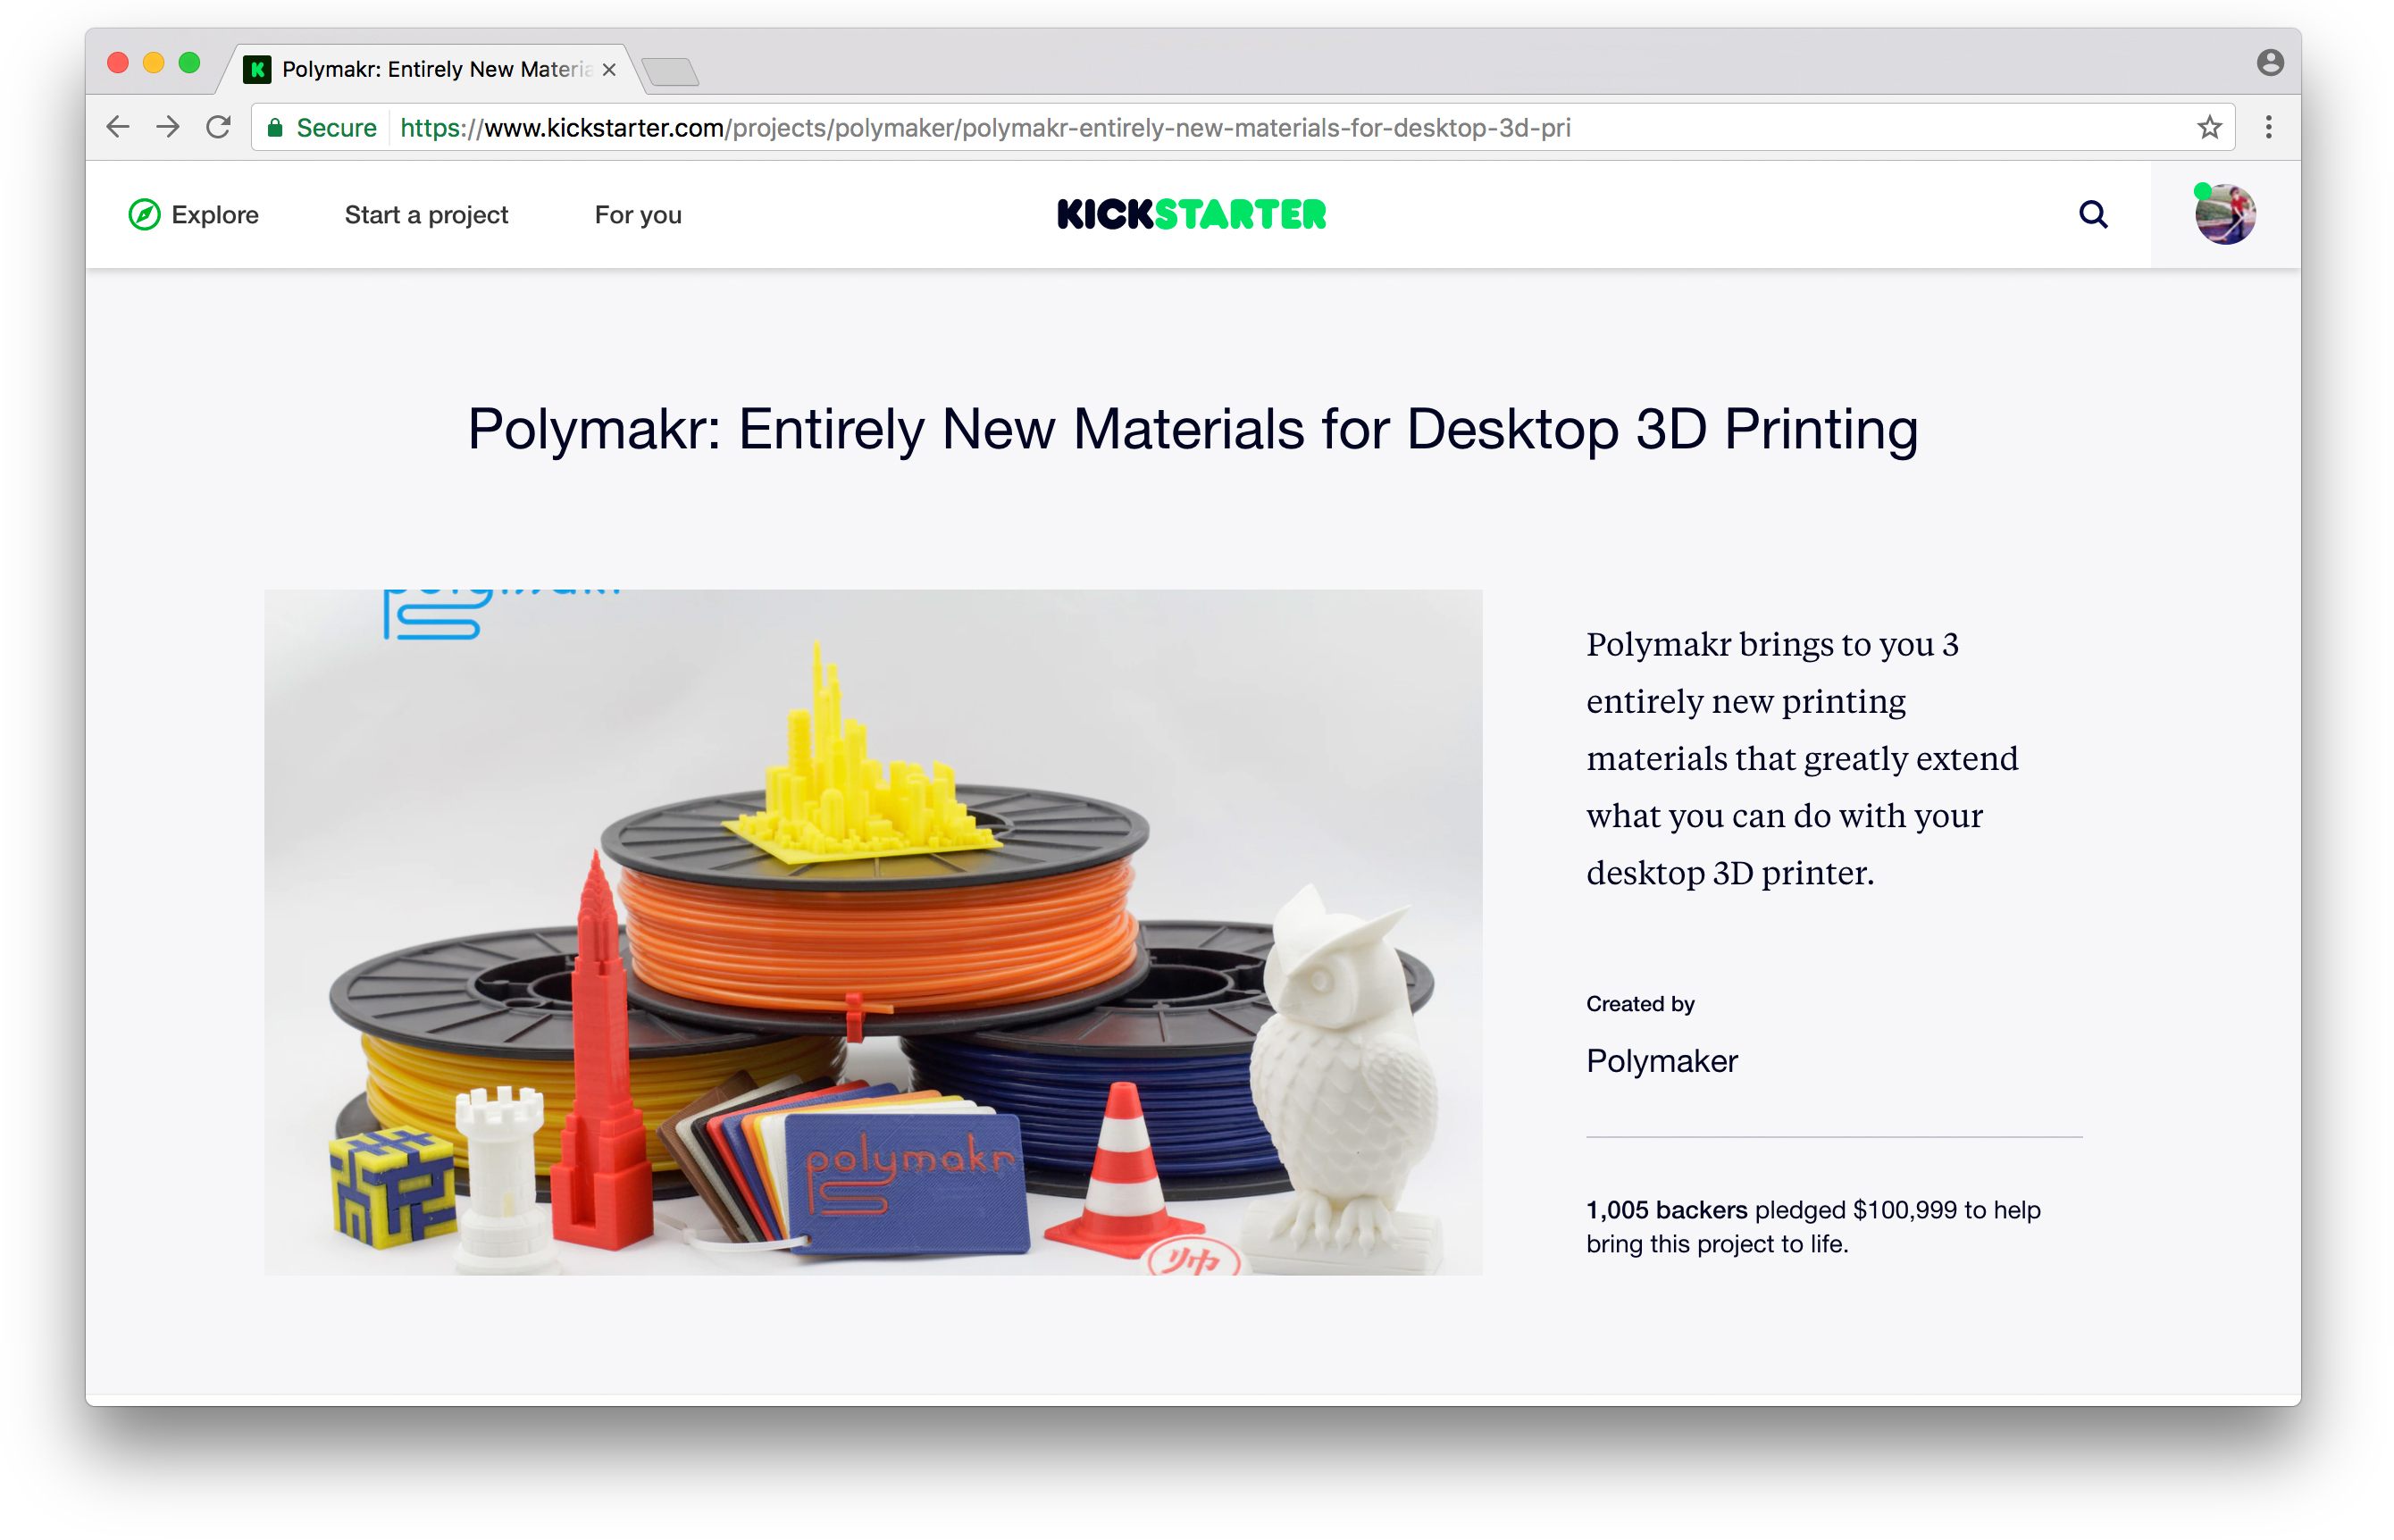 Polymakr: Entirely New Materia
Secure https://www.kickstarter.com/projects/polymaker/polymakr-entirely-new-materials-for-desktop-3d-pri
Explore Start a project For you KICKSTARTER
Polymakr: Entirely New Materials for Desktop 3D Printing
polymakr
Polymakr brings to you 3
entirely new printing
materials that greatly extend
what you can do with your
desktop 3D printer.
Created by
Polymaker
polymakr
帅
1,005 backers pledged $100,999 to help
bring this project to life.